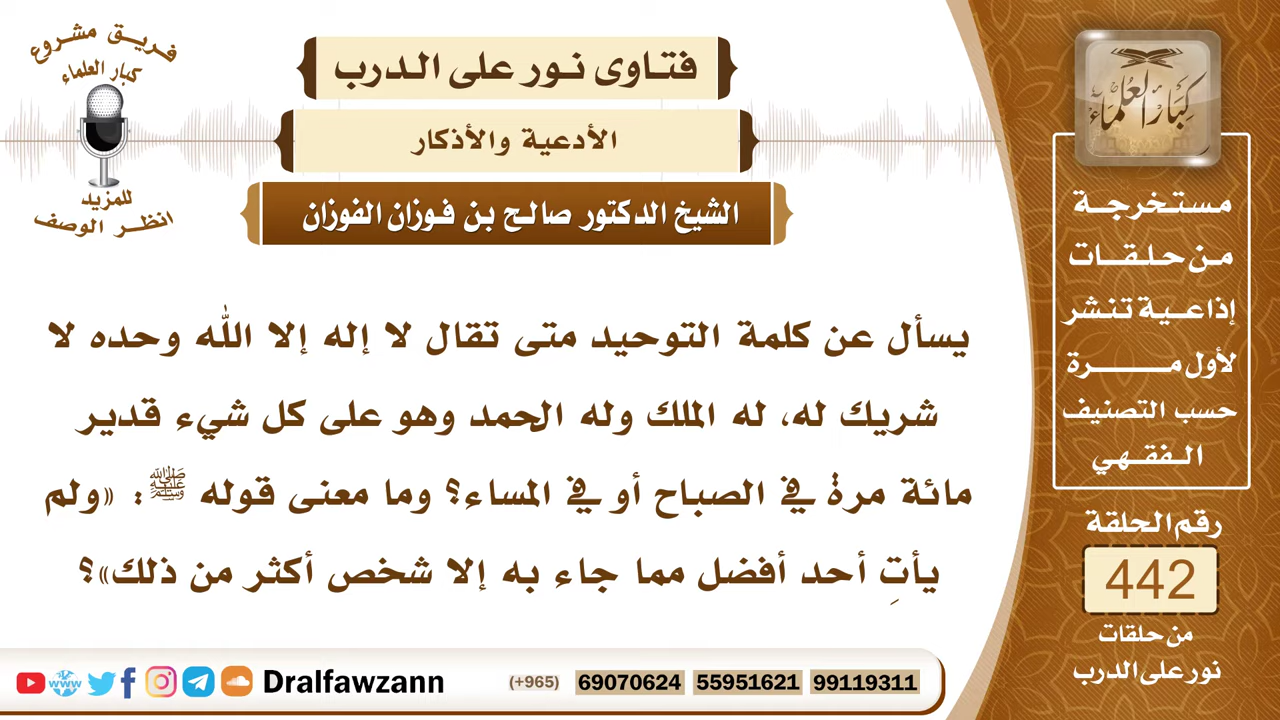 فريق مشروع
كبار العلماء
للمزيد
انظر الوصف
فتاوى نور على الدرب
الأدعية والأذكار
الشيخ الدكتور صالح بن فوزان الفوزان
يسأل عن كلمة التوحيد متى تقال لا إله إلا الله وحده لا
شريك له، له الملك وله الحمد وهو على كل شيء قدير
مائة مرة في الصباح أو في المساء؟ وما معنى قوله ﷺ: «ولم
يأتِ أحد أفضل مما جاء به إلا شخص أكثر من ذلك»؟
كبار العلماء
مستخرجة
من حلقات
إذاعية تنشر
لأول مرة
حسب التصنيف
الفقهي
رقم الحلقة
442
من حلقات
نور على الدرب
www
Dralfawzann
(+965) 69070624 55951621 99119311